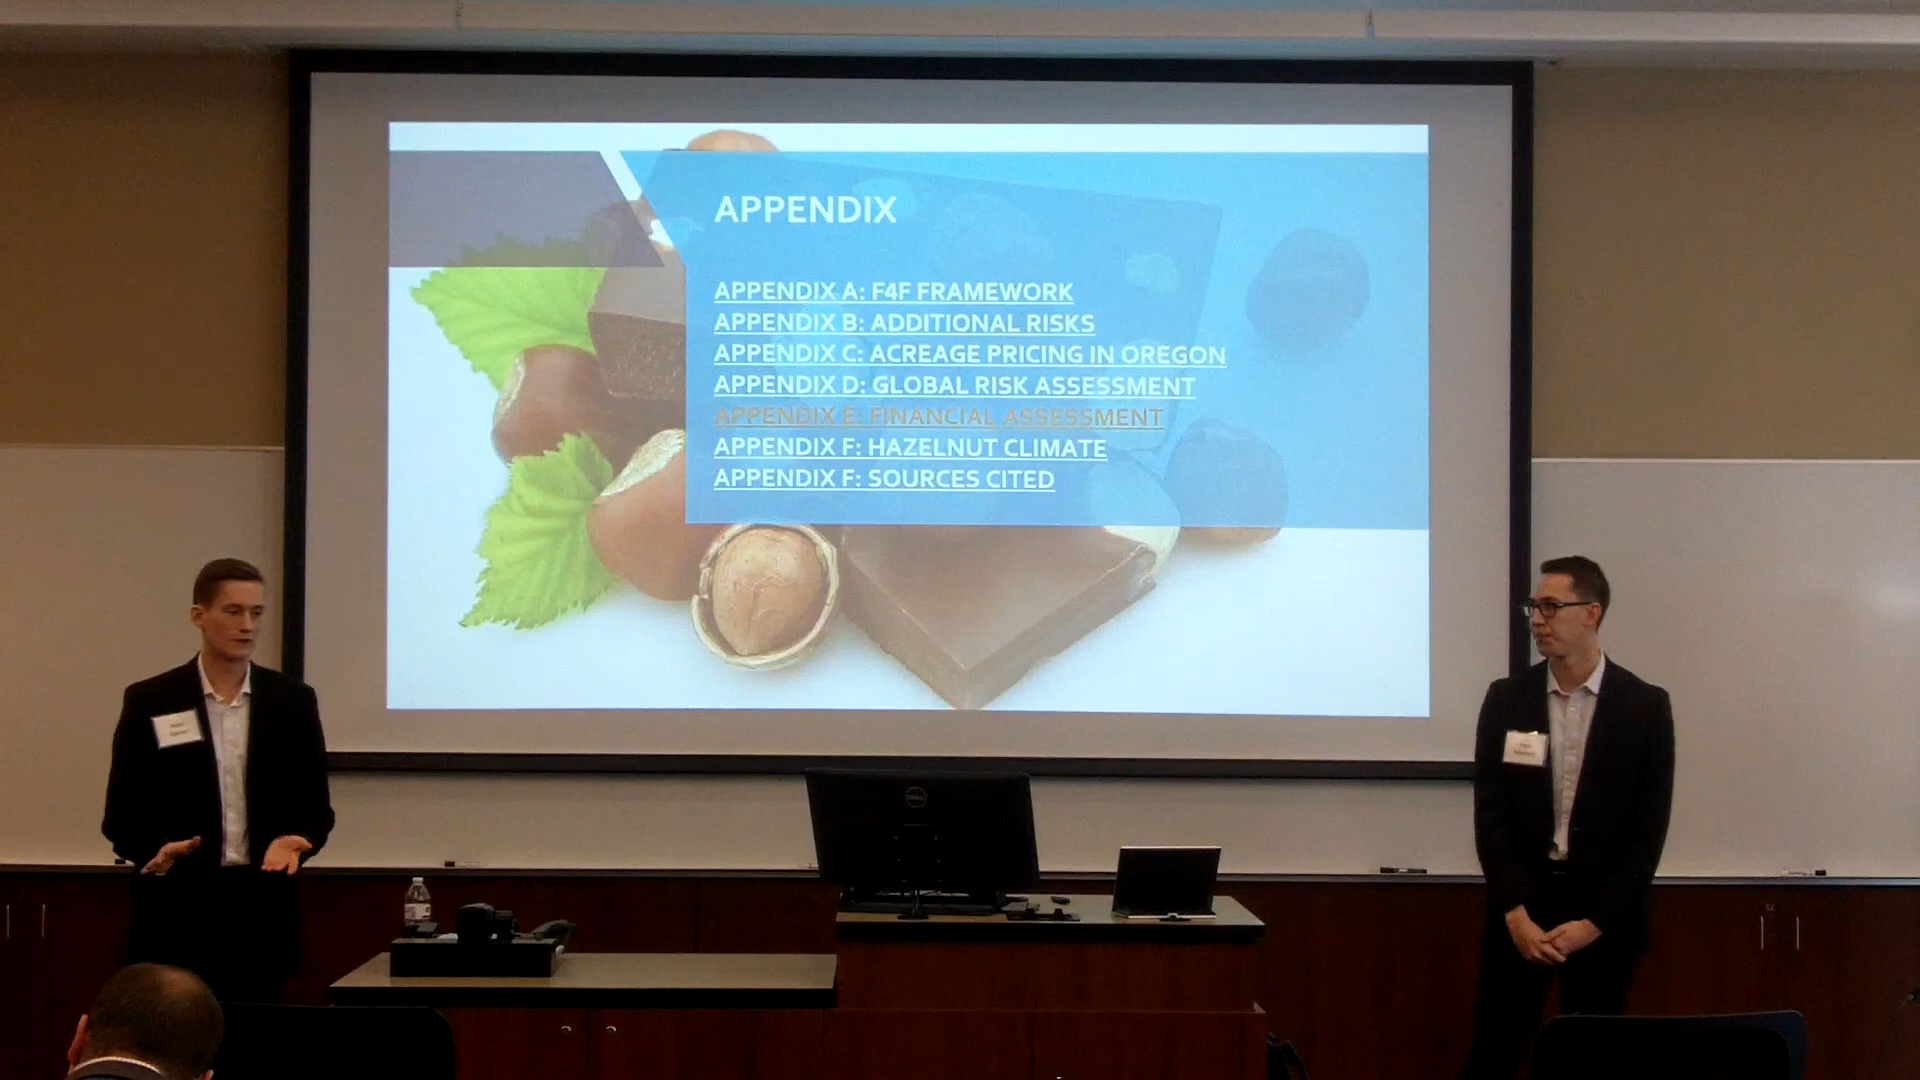 APPENDIX
APPENDIX A: F4F FRAMEWORK
APPENDIX B: ADDITIONAL RISKS
APPENDIX C: ACREAGE PRICING IN OREGON
APPENDIX D: GLOBAL RISK ASSESSMENT
APPENDIX E: FINANCIAL ASSESSMENT
APPENDIX F: HAZELNUT CLIMATE
APPENDIX F: SOURCES CITED
DELL